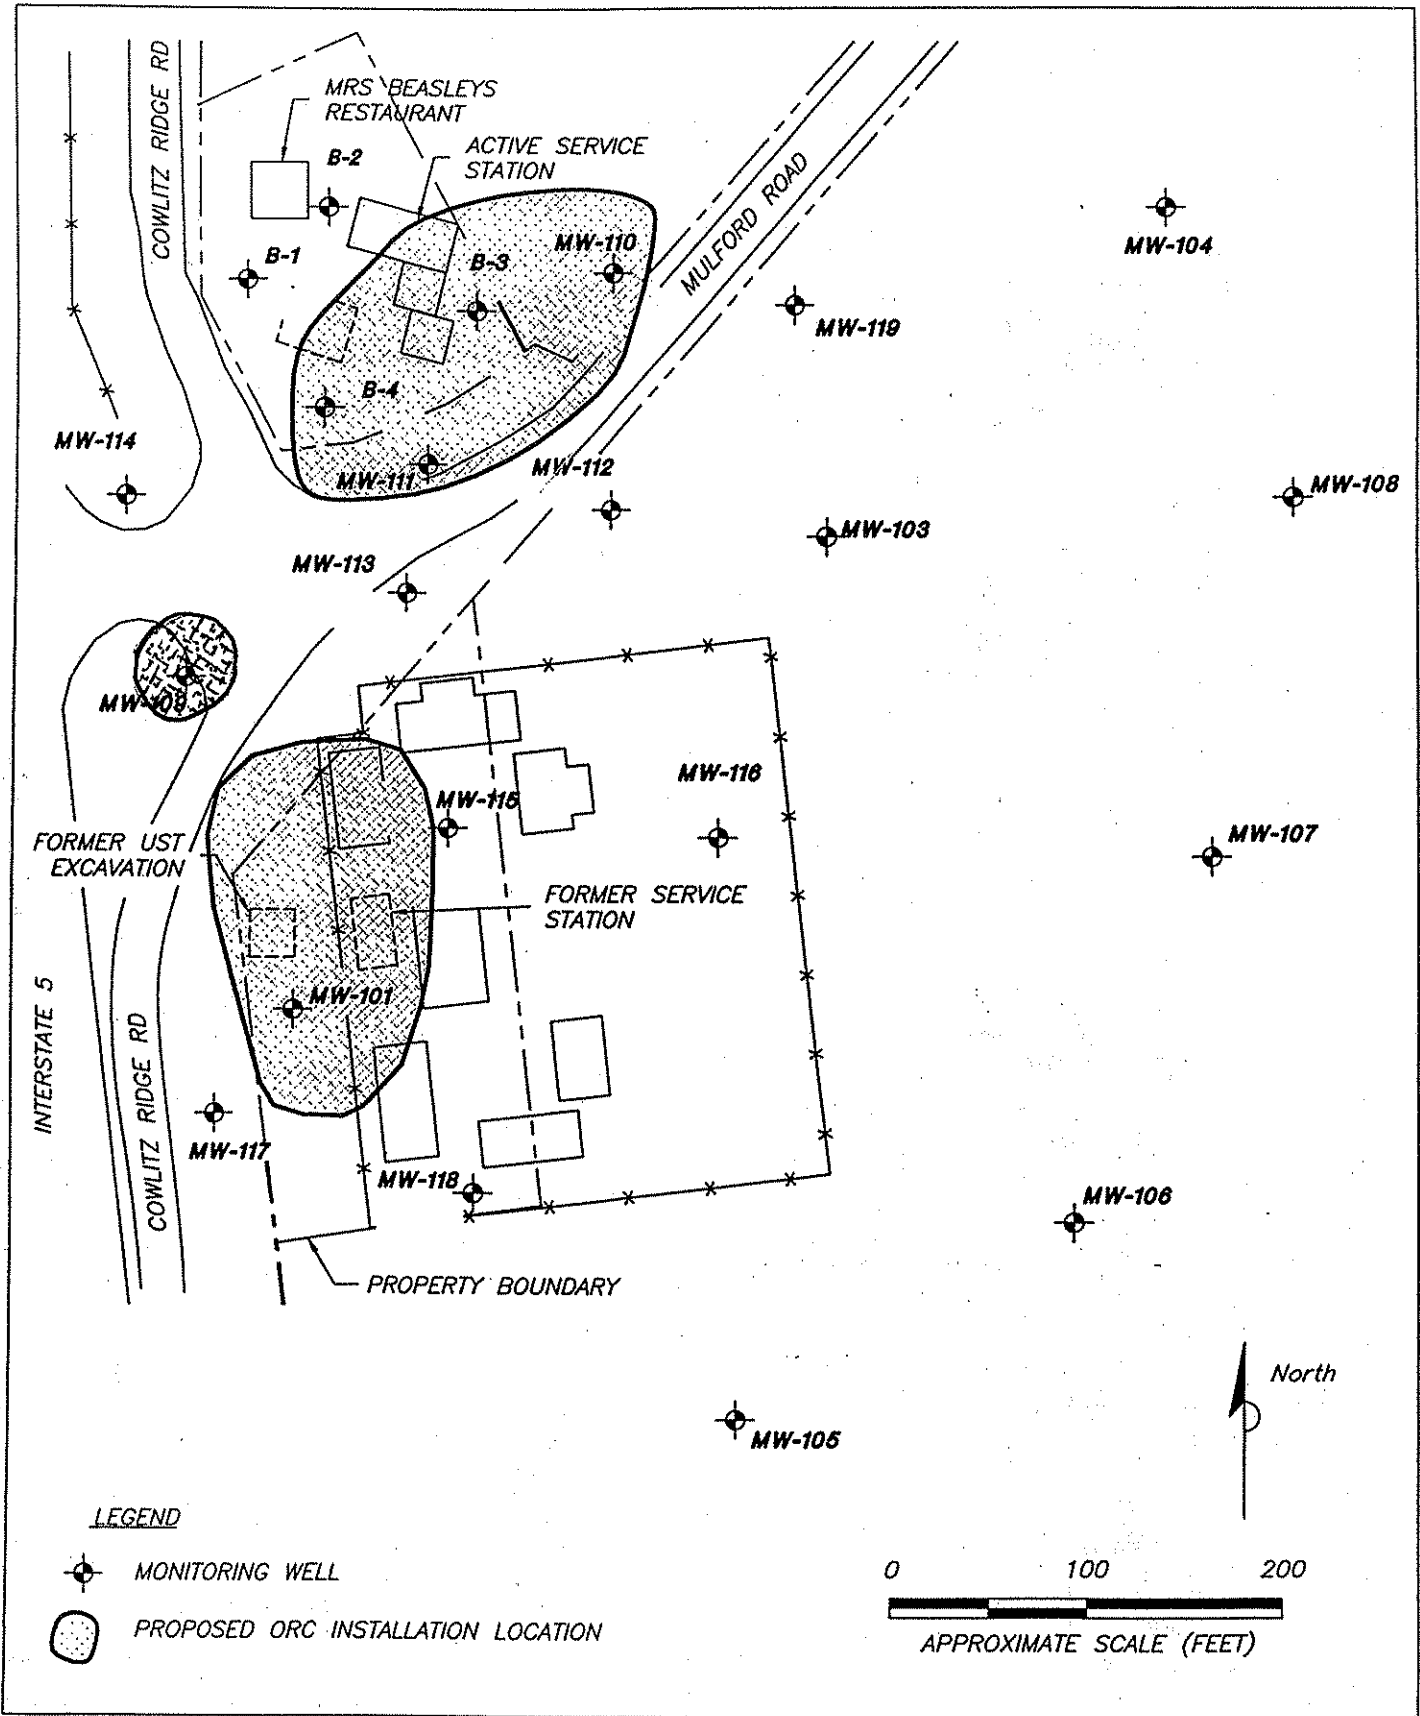 COWLITZ RIDGE RD
MRS BEASLEYS
RESTAURANT
B-2
ACTIVE SERVICE
STATION
MULFORD ROAD
MW-104
B-1
B-3
MW-110
MW-119
B-4
MW-114
MW-111
MW-112
MW-108
MW-103
MW-113
MW-109
MW-116
MW-115
MW-107
FORMER UST
EXCAVATION
FORMER SERVICE
STATION
MW-101
INTERSTATE 5
COWLITZ RIDGE RD
MW-117
MW-118
MW-106
PROPERTY BOUNDARY
North
MW-105
LEGEND
MONITORING WELL
PROPOSED ORC INSTALLATION LOCATION
0 100 200
APPROXIMATE SCALE (FEET)